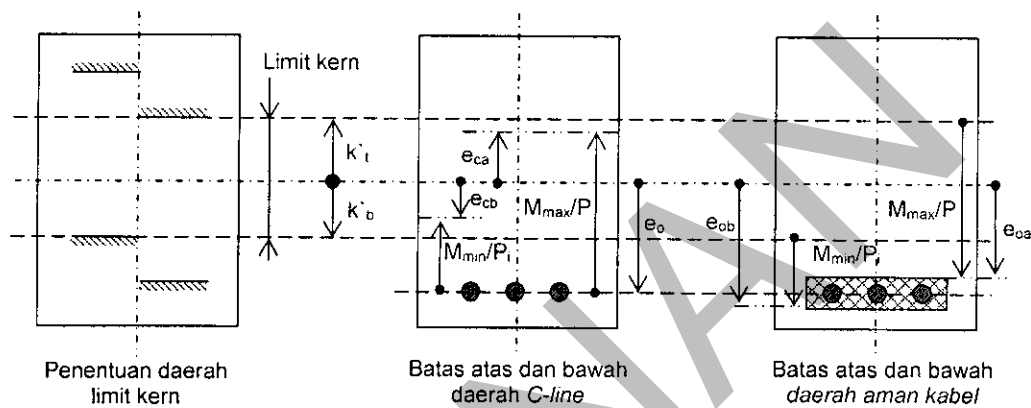 Limit kern
k`t
k`b
eca
ecb
Mmax/P
Mmin/Pi
eo
eob
Mmax/P
Mmin/P
eoa
Penentuan daerah
limit kern
Batas atas dan bawah
daerah C-line
Batas atas dan bawah
daerah aman kabel